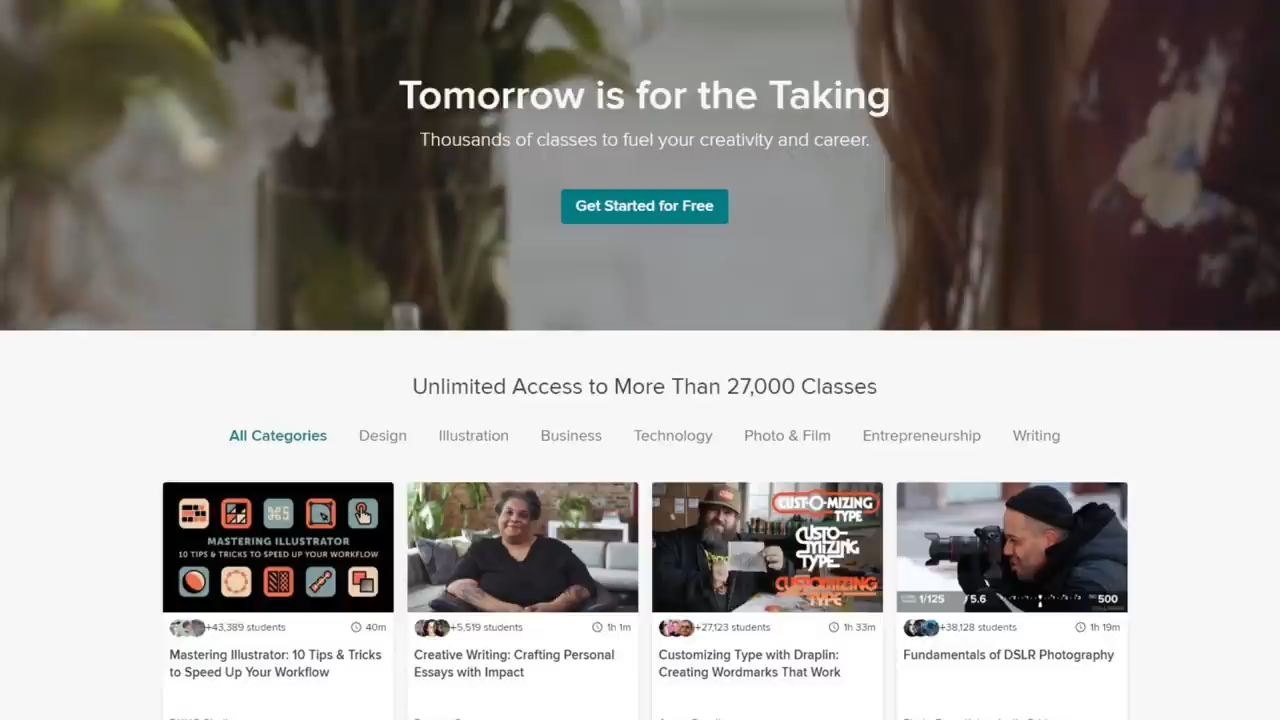 Tomorrow is for the Taking
Thousands of classes to fuel your creativity and career.
Get Started for Free
Unlimited Access to More Than 27,000 Classes
All Categories Design Illustration Business Technology Photo & Film Entrepreneurship Writing
⌘5
MASTERING ILLUSTRATOR
10 TIPS & TRICKS TO SPEED UP YOUR WORKFLOW
CUST-O-MIZING
TYPE
CUSTO-
MIZING
TYPE
CUSTOMIZING
TYPE
1/125 / 5.6 500
+43,389 students 40m
Mastering Illustrator: 10 Tips & Tricks
to Speed Up Your Workflow
+5,519 students 1h 1m
Creative Writing: Crafting Personal
Essays with Impact
+27,123 students 1h 33m
Customizing Type with Draplin:
Creating Wordmarks That Work
+38,128 students 1h 19m
Fundamentals of DSLR Photography